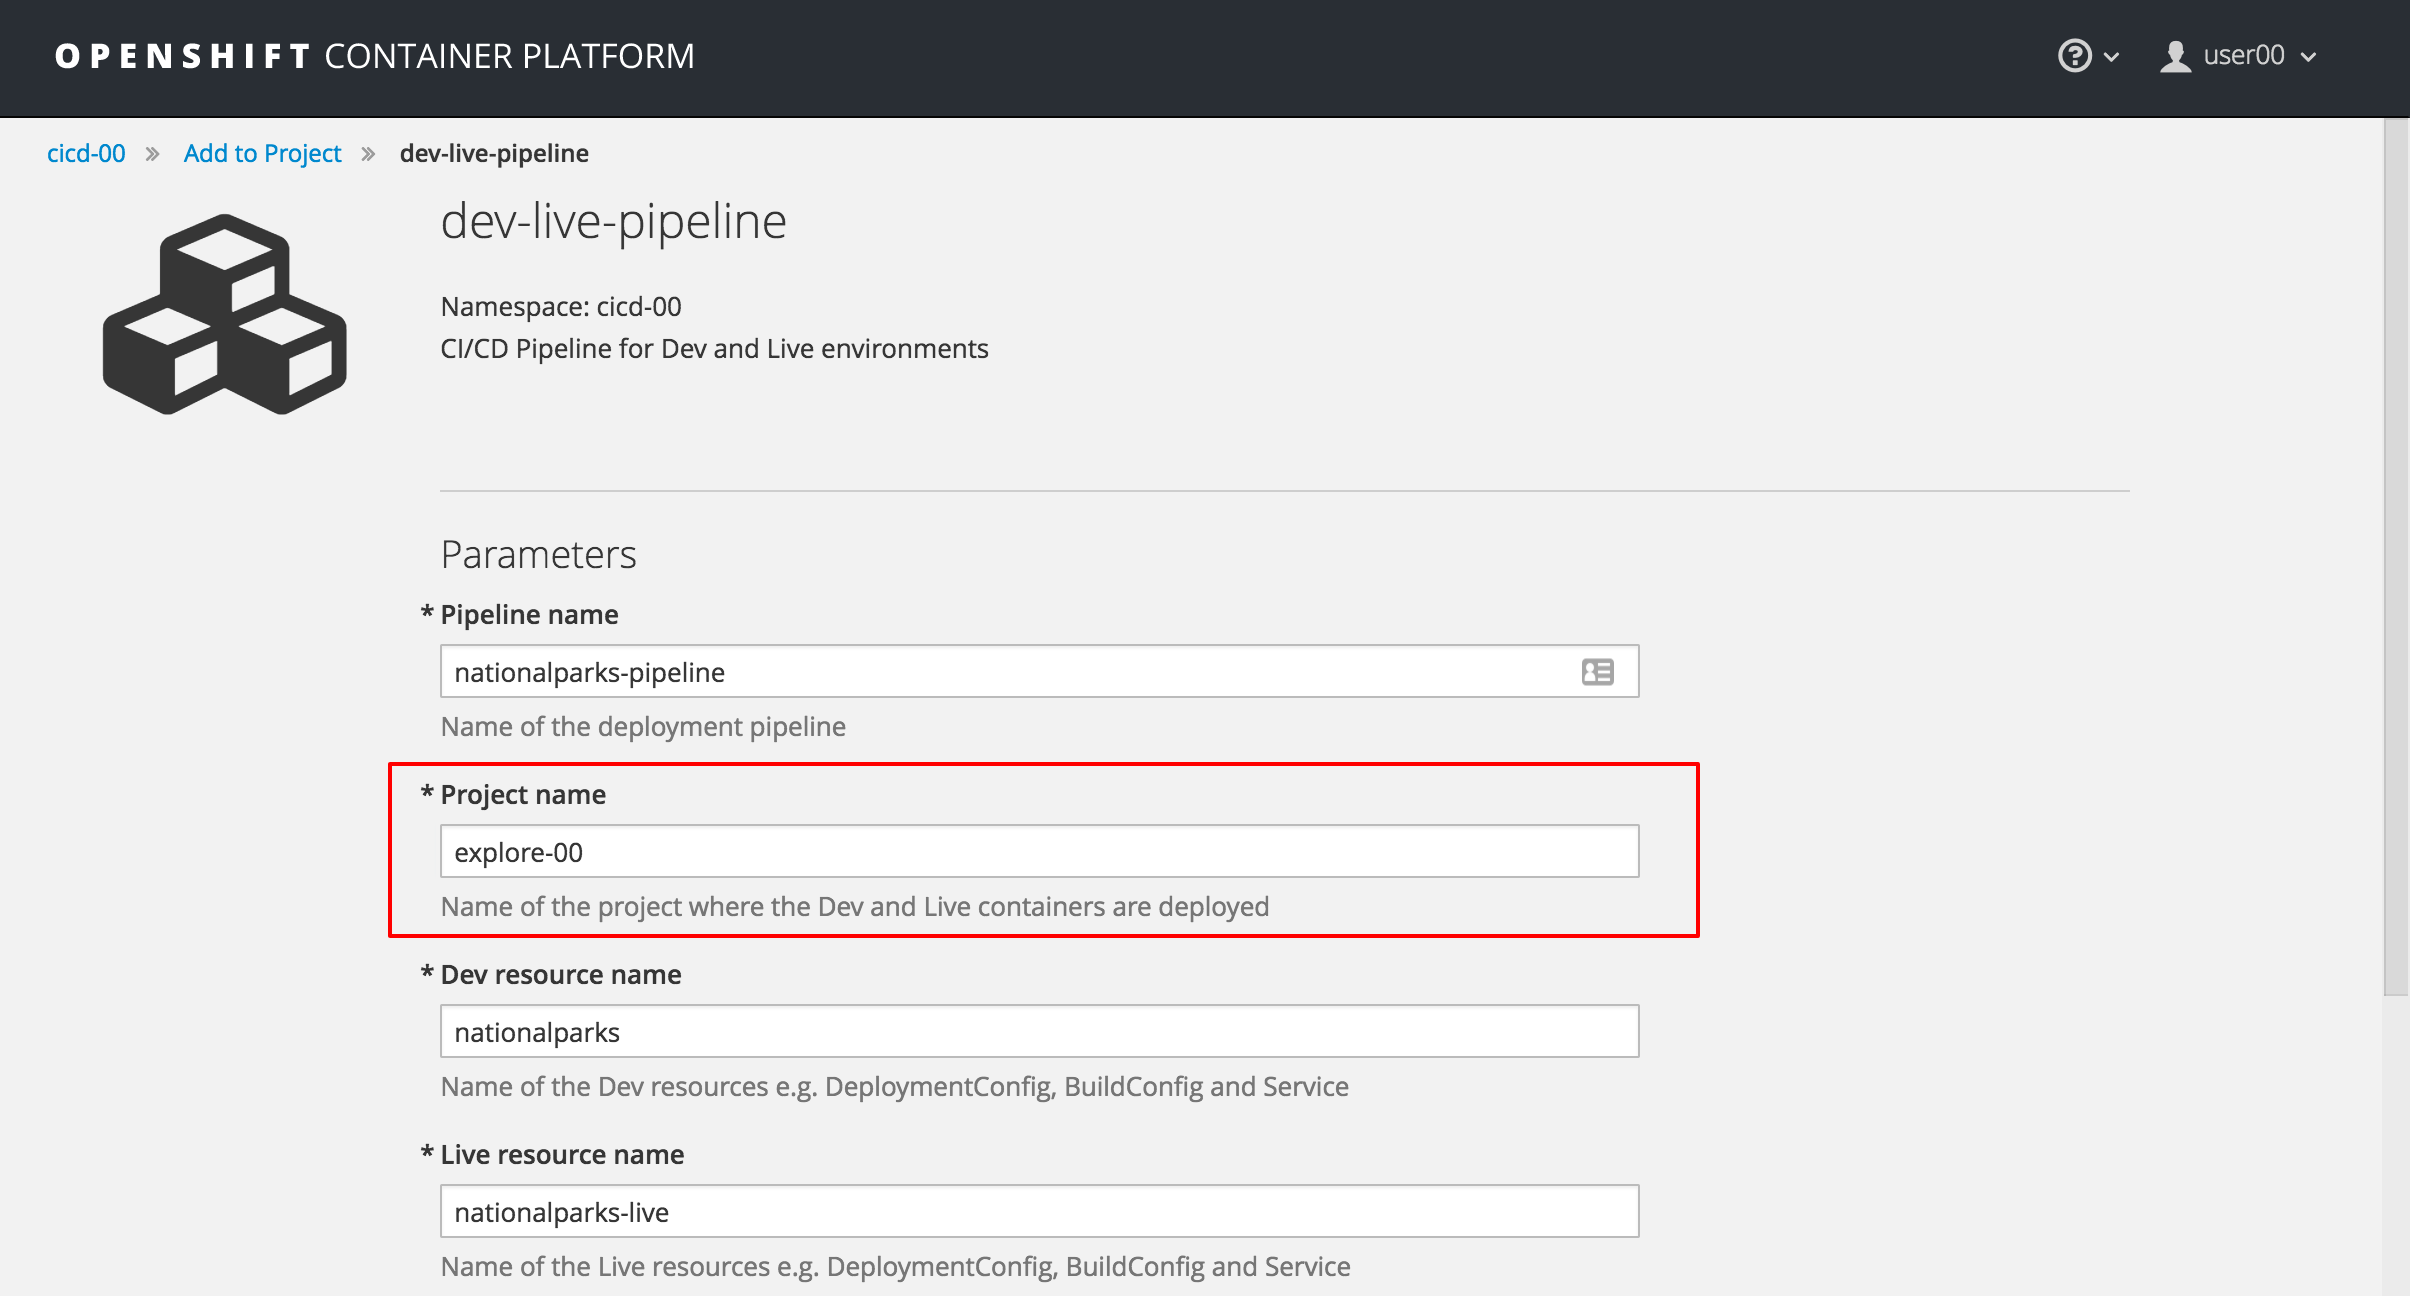 OPENSHIFT CONTAINER PLATFORM
user00
cicd-00 » Add to Project » dev-live-pipeline
dev-live-pipeline
Namespace: cicd-00
CI/CD Pipeline for Dev and Live environments
Parameters
* Pipeline name
nationalparks-pipeline
Name of the deployment pipeline
* Project name
explore-00
Name of the project where the Dev and Live containers are deployed
* Dev resource name
nationalparks
Name of the Dev resources e.g. DeploymentConfig, BuildConfig and Service
* Live resource name
nationalparks-live
Name of the Live resources e.g. DeploymentConfig, BuildConfig and Service